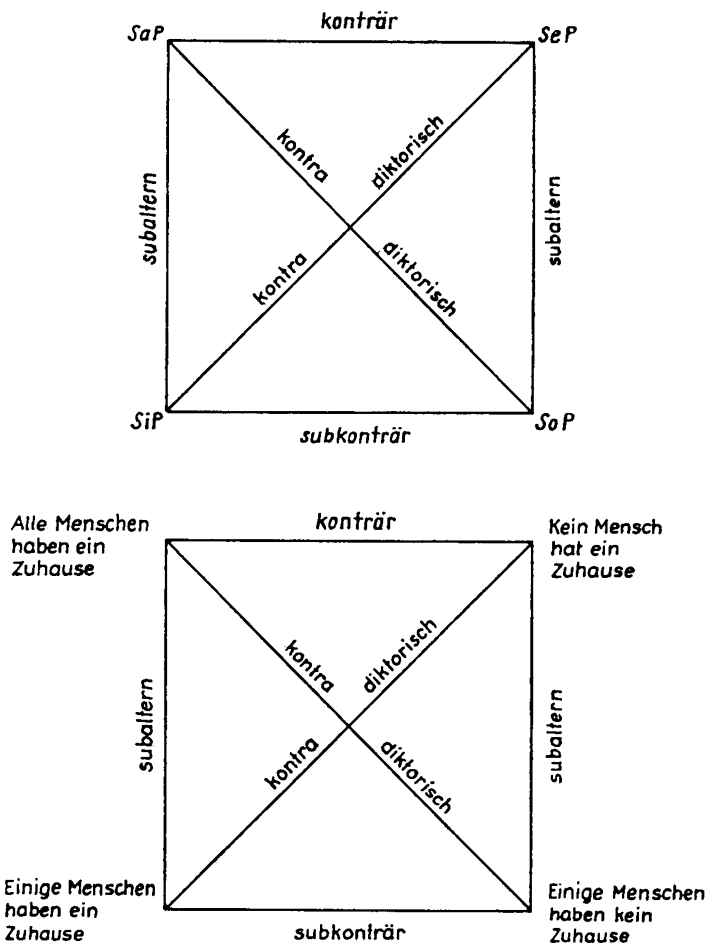 konträr
SaP
SeP
kontra
diktorisch
subaltern
subaltern
kontra
diktorisch
SiP
SoP
subkonträr
Alle Menschen
haben ein
Zuhause
konträr
Kein Mensch
hat ein
Zuhause
kontra
diktorisch
subaltern
subaltern
kontra
diktorisch
Einige Menschen
haben ein
Zuhause
subkonträr
Einige Menschen
haben kein
Zuhause